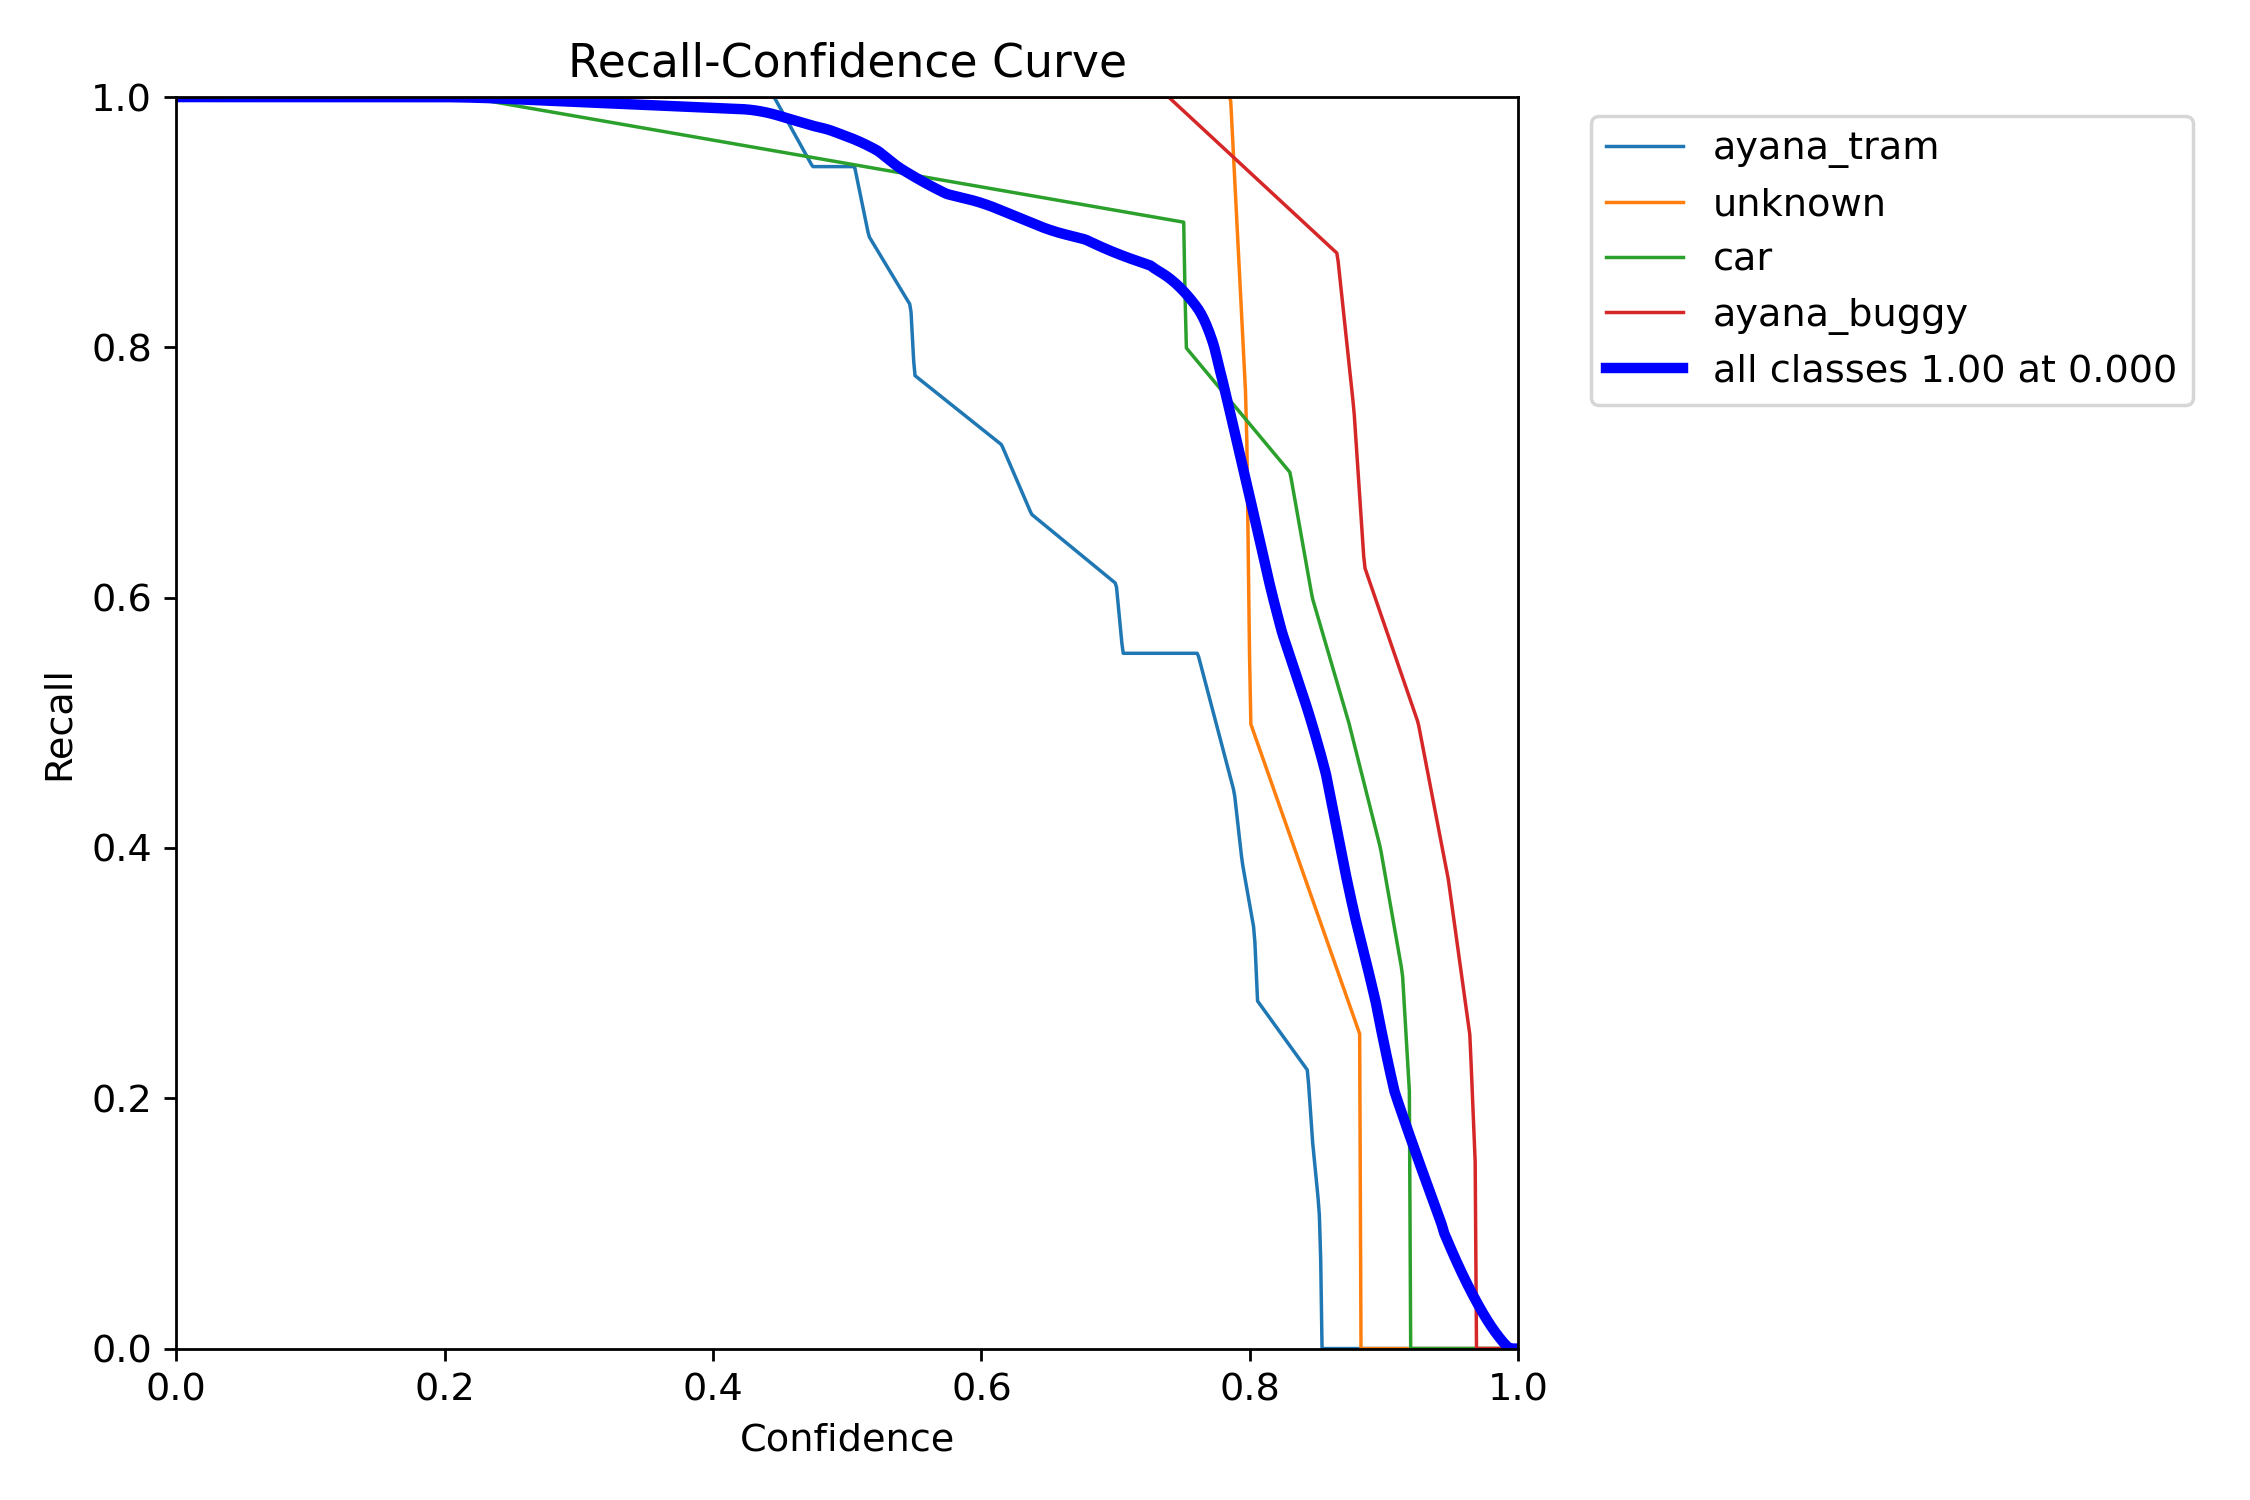 Recall-Confidence Curve
1.0
0.8
0.6
0.4
0.2
0.0
Recall
0.0 0.2 0.4 0.6 0.8 1.0
Confidence
ayana_tram
unknown
car
ayana_buggy
all classes 1.00 at 0.000